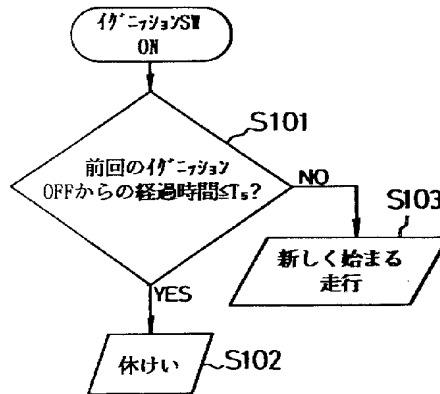 ｲｸﾞﾆｯｼｮﾝSW
ON
S101
前回のｲｸﾞﾆｯｼｮﾝ
OFFからの経過時間≦T₅?
NO
S103
新しく始まる
走行
YES
休けい
S102